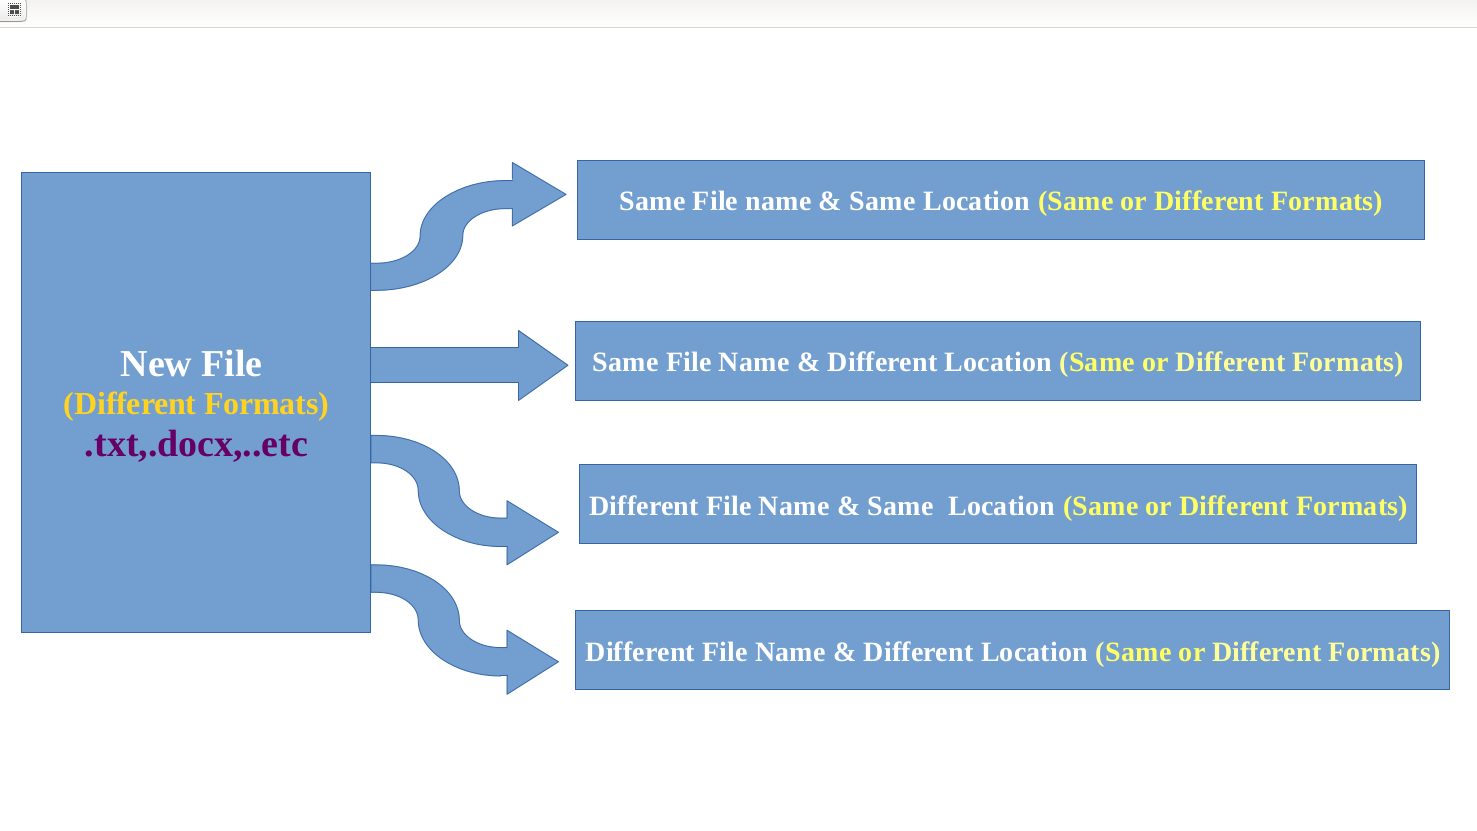 New File
(Different Formats)
.txt,.docx,..etc
Same File name & Same Location (Same or Different Formats)
Same File Name & Different Location (Same or Different Formats)
Different File Name & Same  Location (Same or Different Formats)
Different File Name & Different Location (Same or Different Formats)